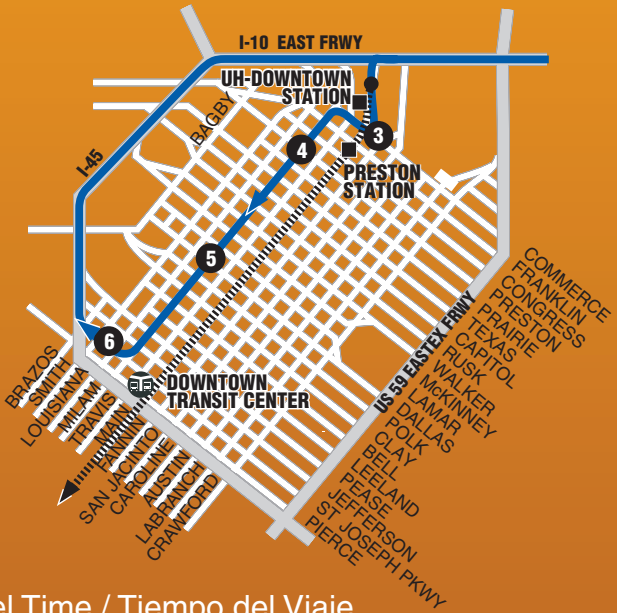 I-10 EAST FRWY
UH-DOWNTOWN
STATION
BAGBY
I-45
3
4
PRESTON
STATION
5
6
DOWNTOWN
TRANSIT CENTER
US 59 EASTEX FRWY
COMMERCE
FRANKLIN
CONGRESS
PRESTON
PRAIRIE
TEXAS
CAPITOL
RUSK
WALKER
McKINNEY
LAMAR
DALLAS
POLK
CLAY
BELL
LEELAND
PEASE
JEFFERSON
ST. JOSEPH PKWY
PIERCE
BRAZOS
SMITH
LOUISIANA
MILAM
TRAVIS
MAIN
FANNIN
SAN JACINTO
CAROLINE
AUSTIN
LABRANCH
CRAWFORD
el Time / Tiempo del Viaje